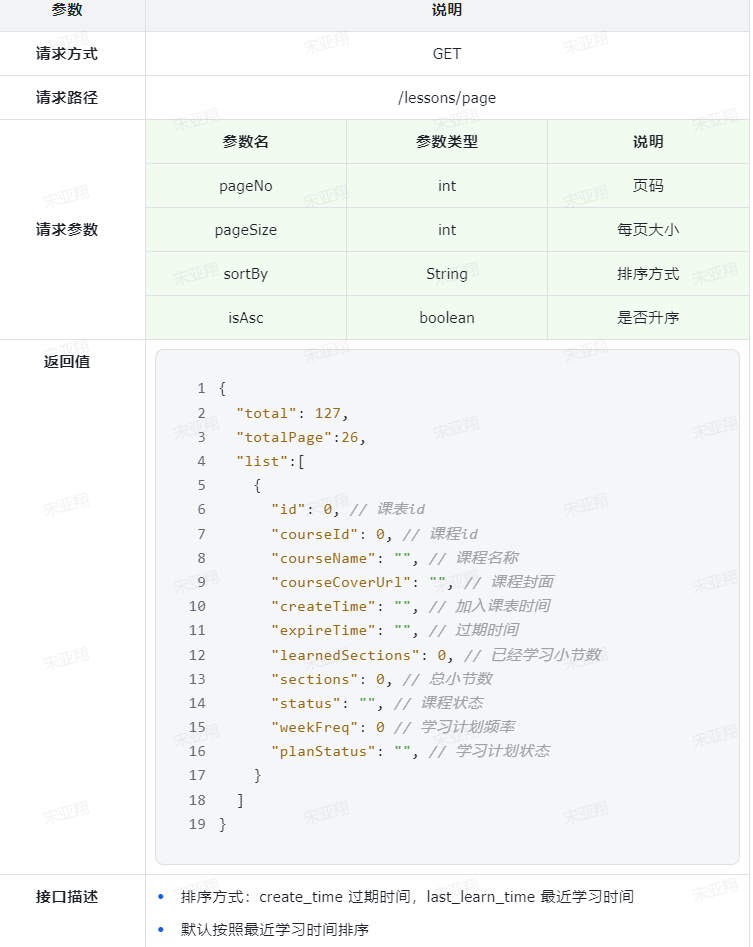 参数 说明
请求方式 GET
请求路径 /lessons/page
请求参数
参数名 参数类型 说明
pageNo int 页码
pageSize int 每页大小
sortBy String 排序方式
isAsc boolean 是否升序
返回值
1 {
2 "total": 127,
3 "totalPage":26,
4 "list":[
5 {
6 "id": 0, // 课表id
7 "courseId": 0, // 课程id
8 "courseName": "", // 课程名称
9 "courseCoverUrl": "", // 课程封面
10 "createTime": "", // 加入课表时间
11 "expireTime": "", // 过期时间
12 "learnedSections": 0, // 已经学习小节数
13 "sections": 0, // 总小节数
14 "status": "", // 课程状态
15 "weekFreq": 0 // 学习计划频率
16 "planStatus": "", // 学习计划状态
17 }
18 ]
19 }
接口描述
• 排序方式：create_time 过期时间，last_learn_time 最近学习时间
• 默认按照最近学习时间排序
宋亚翔